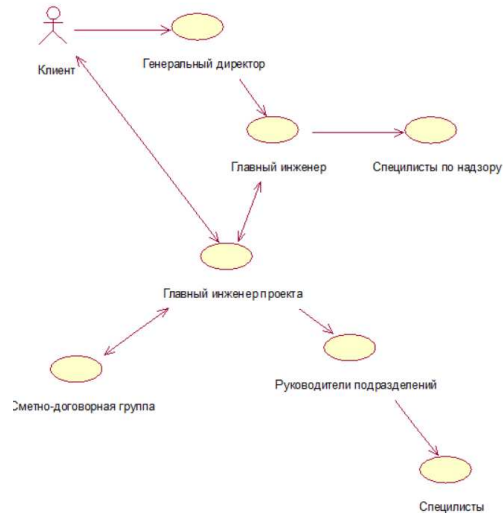 Клиент
Генеральный директор
Главный инженер
Специлисты по надзору
Главный инженер проекта
Руководители подразделений
Сметно-договорная группа
Специлисты